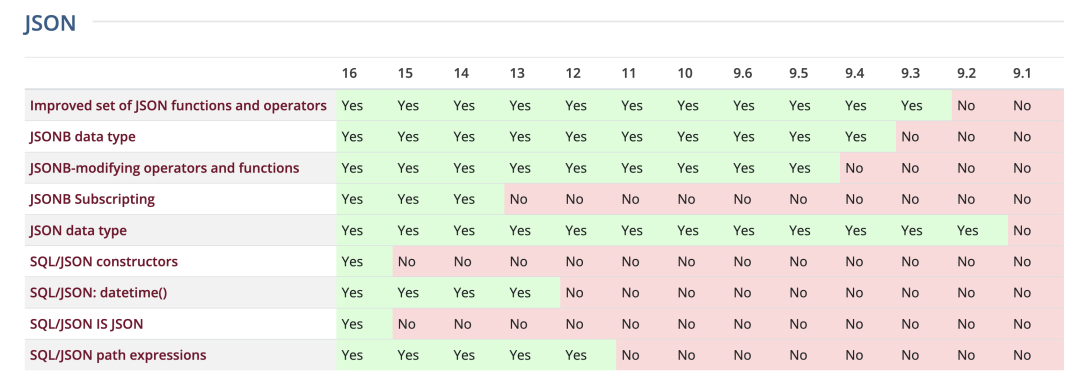 JSON
16 15 14 13 12 11 10 9.6 9.5 9.4 9.3 9.2 9.1
Improved set of JSON functions and operators Yes Yes Yes Yes Yes Yes Yes Yes Yes Yes Yes No No
JSONB data type Yes Yes Yes Yes Yes Yes Yes Yes Yes Yes No No No
JSONB-modifying operators and functions Yes Yes Yes Yes Yes Yes Yes Yes Yes No No No No
JSONB Subscripting Yes Yes Yes No No No No No No No No No No
JSON data type Yes Yes Yes Yes Yes Yes Yes Yes Yes Yes Yes Yes No
SQL/JSON constructors Yes No No No No No No No No No No No No
SQL/JSON: datetime() Yes Yes Yes Yes No No No No No No No No No
SQL/JSON IS JSON Yes No No No No No No No No No No No No
SQL/JSON path expressions Yes Yes Yes Yes Yes No No No No No No No No